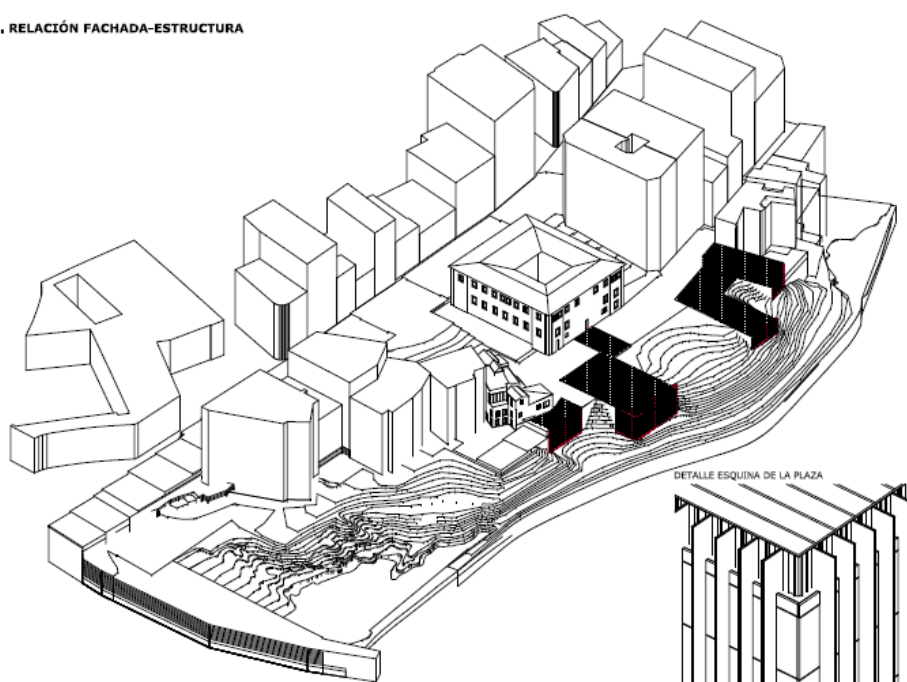 . RELACIÓN FACHADA-ESTRUCTURA
DETALLE ESQUINA DE LA PLAZA